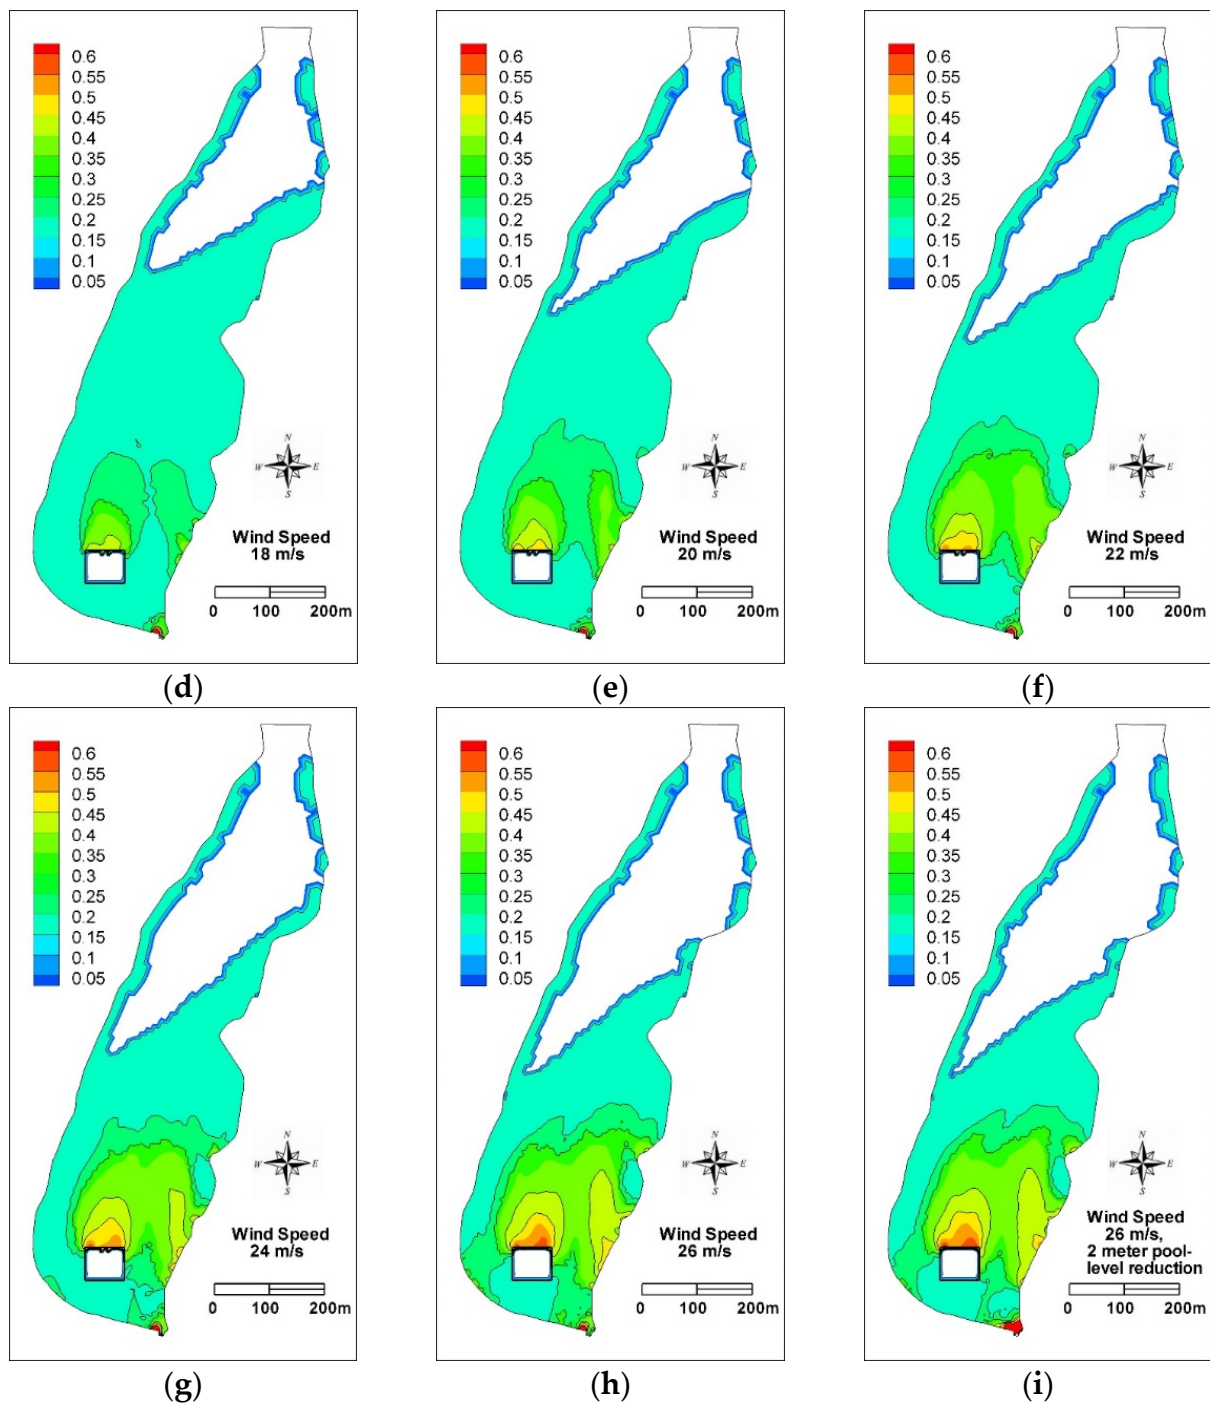 0.6
0.55
0.5
0.45
0.4
0.35
0.3
0.25
0.2
0.15
0.1
0.05
N
W E
S
Wind Speed
18 m/s
0 100 200m
(d)
0.6
0.55
0.5
0.45
0.4
0.35
0.3
0.25
0.2
0.15
0.1
0.05
N
W E
S
Wind Speed
20 m/s
0 100 200m
(e)
0.6
0.55
0.5
0.45
0.4
0.35
0.3
0.25
0.2
0.15
0.1
0.05
N
W E
S
Wind Speed
22 m/s
0 100 200m
(f)
0.6
0.55
0.5
0.45
0.4
0.35
0.3
0.25
0.2
0.15
0.1
0.05
N
W E
S
Wind Speed
24 m/s
0 100 200m
(g)
0.6
0.55
0.5
0.45
0.4
0.35
0.3
0.25
0.2
0.15
0.1
0.05
N
W E
S
Wind Speed
26 m/s
0 100 200m
(h)
0.6
0.55
0.5
0.45
0.4
0.35
0.3
0.25
0.2
0.15
0.1
0.05
N
W E
S
Wind Speed
26 m/s,
2 meter pool-
level reduction
0 100 200m
(i)